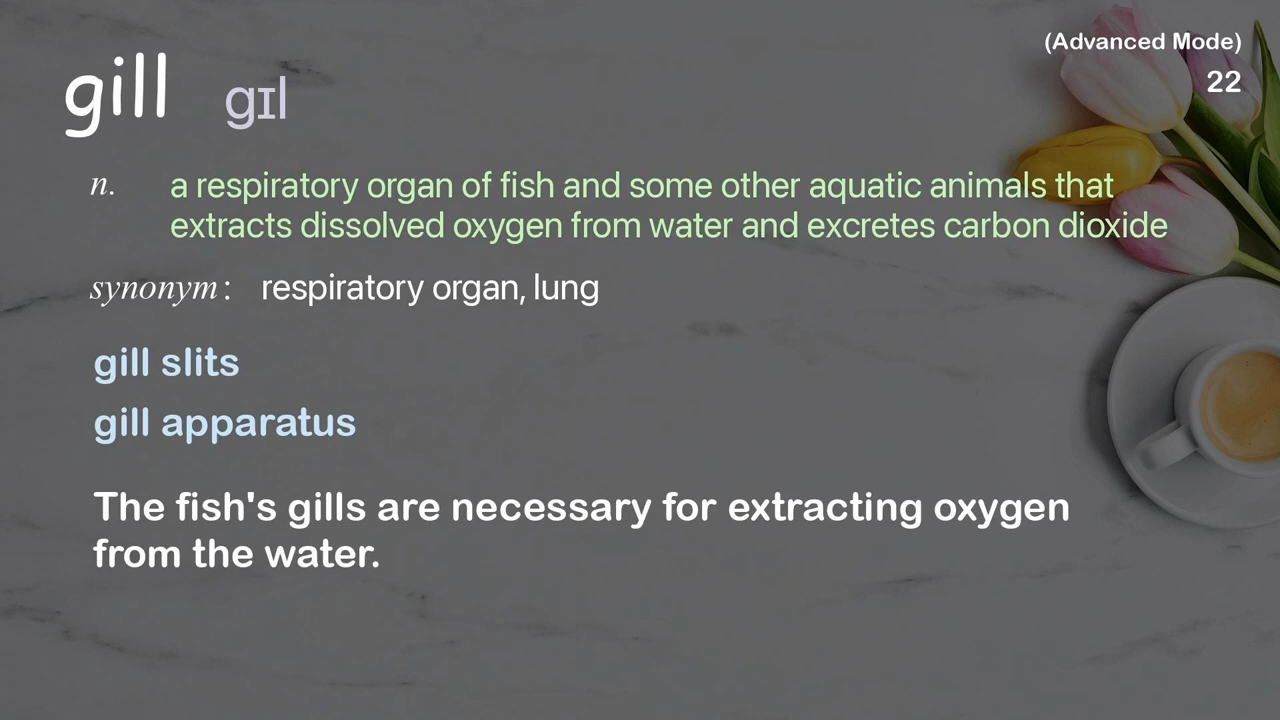 (Advanced Mode)
22
gill gɪl
n. a respiratory organ of fish and some other aquatic animals that
extracts dissolved oxygen from water and excretes carbon dioxide
synonym : respiratory organ, lung
gill slits
gill apparatus
The fish's gills are necessary for extracting oxygen
from the water.